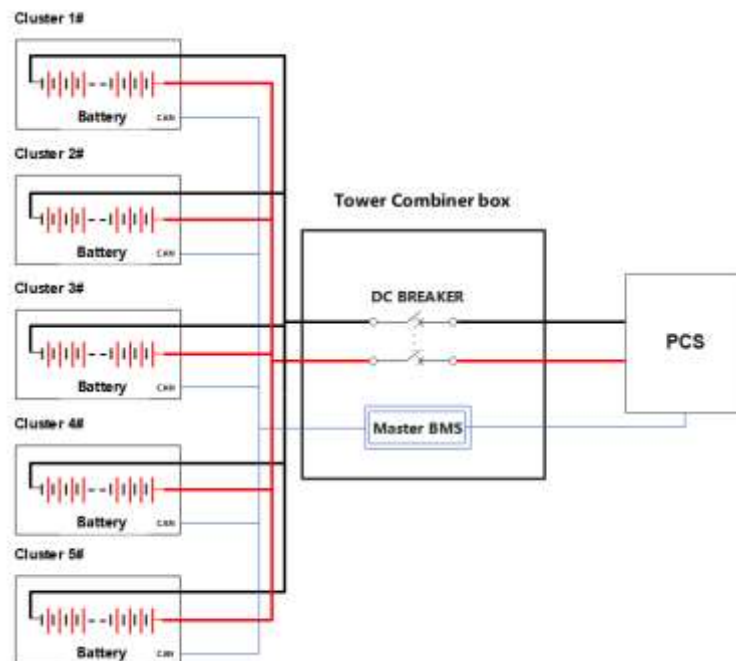 Cluster 1#
Battery
CAN
Cluster 2#
Battery
CAN
Tower Combiner box
Cluster 3#
DC BREAKER
PCS
Battery
CAN
Cluster 4#
Master BMS
Battery
CAN
Cluster 5#
Battery
CAN